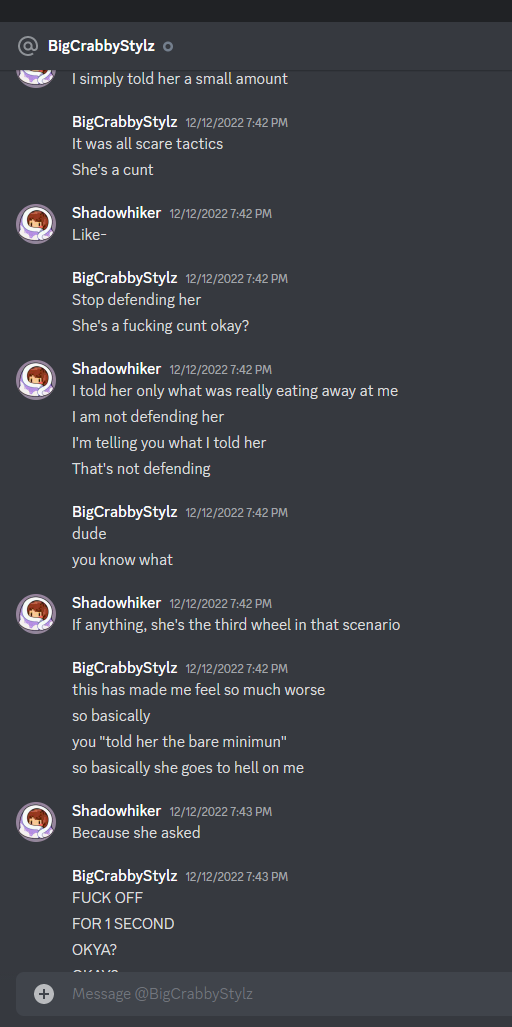 BigCrabbyStylz
I simply told her a small amount
BigCrabbyStylz 12/12/2022 7:42 PM
It was all scare tactics
She's a cunt
Shadowhiker 12/12/2022 7:42 PM
Like-
BigCrabbyStylz 12/12/2022 7:42 PM
Stop defending her
She's a fucking cunt okay?
Shadowhiker 12/12/2022 7:42 PM
I told her only what was really eating away at me
I am not defending her
I'm telling you what I told her
That's not defending
BigCrabbyStylz 12/12/2022 7:42 PM
dude
you know what
Shadowhiker 12/12/2022 7:42 PM
If anything, she's the third wheel in that scenario
BigCrabbyStylz 12/12/2022 7:42 PM
this has made me feel so much worse
so basically
you "told her the bare minimun"
so basically she goes to hell on me
Shadowhiker 12/12/2022 7:43 PM
Because she asked
BigCrabbyStylz 12/12/2022 7:43 PM
FUCK OFF
FOR 1 SECOND
OKYA?
Message @BigCrabbyStylz